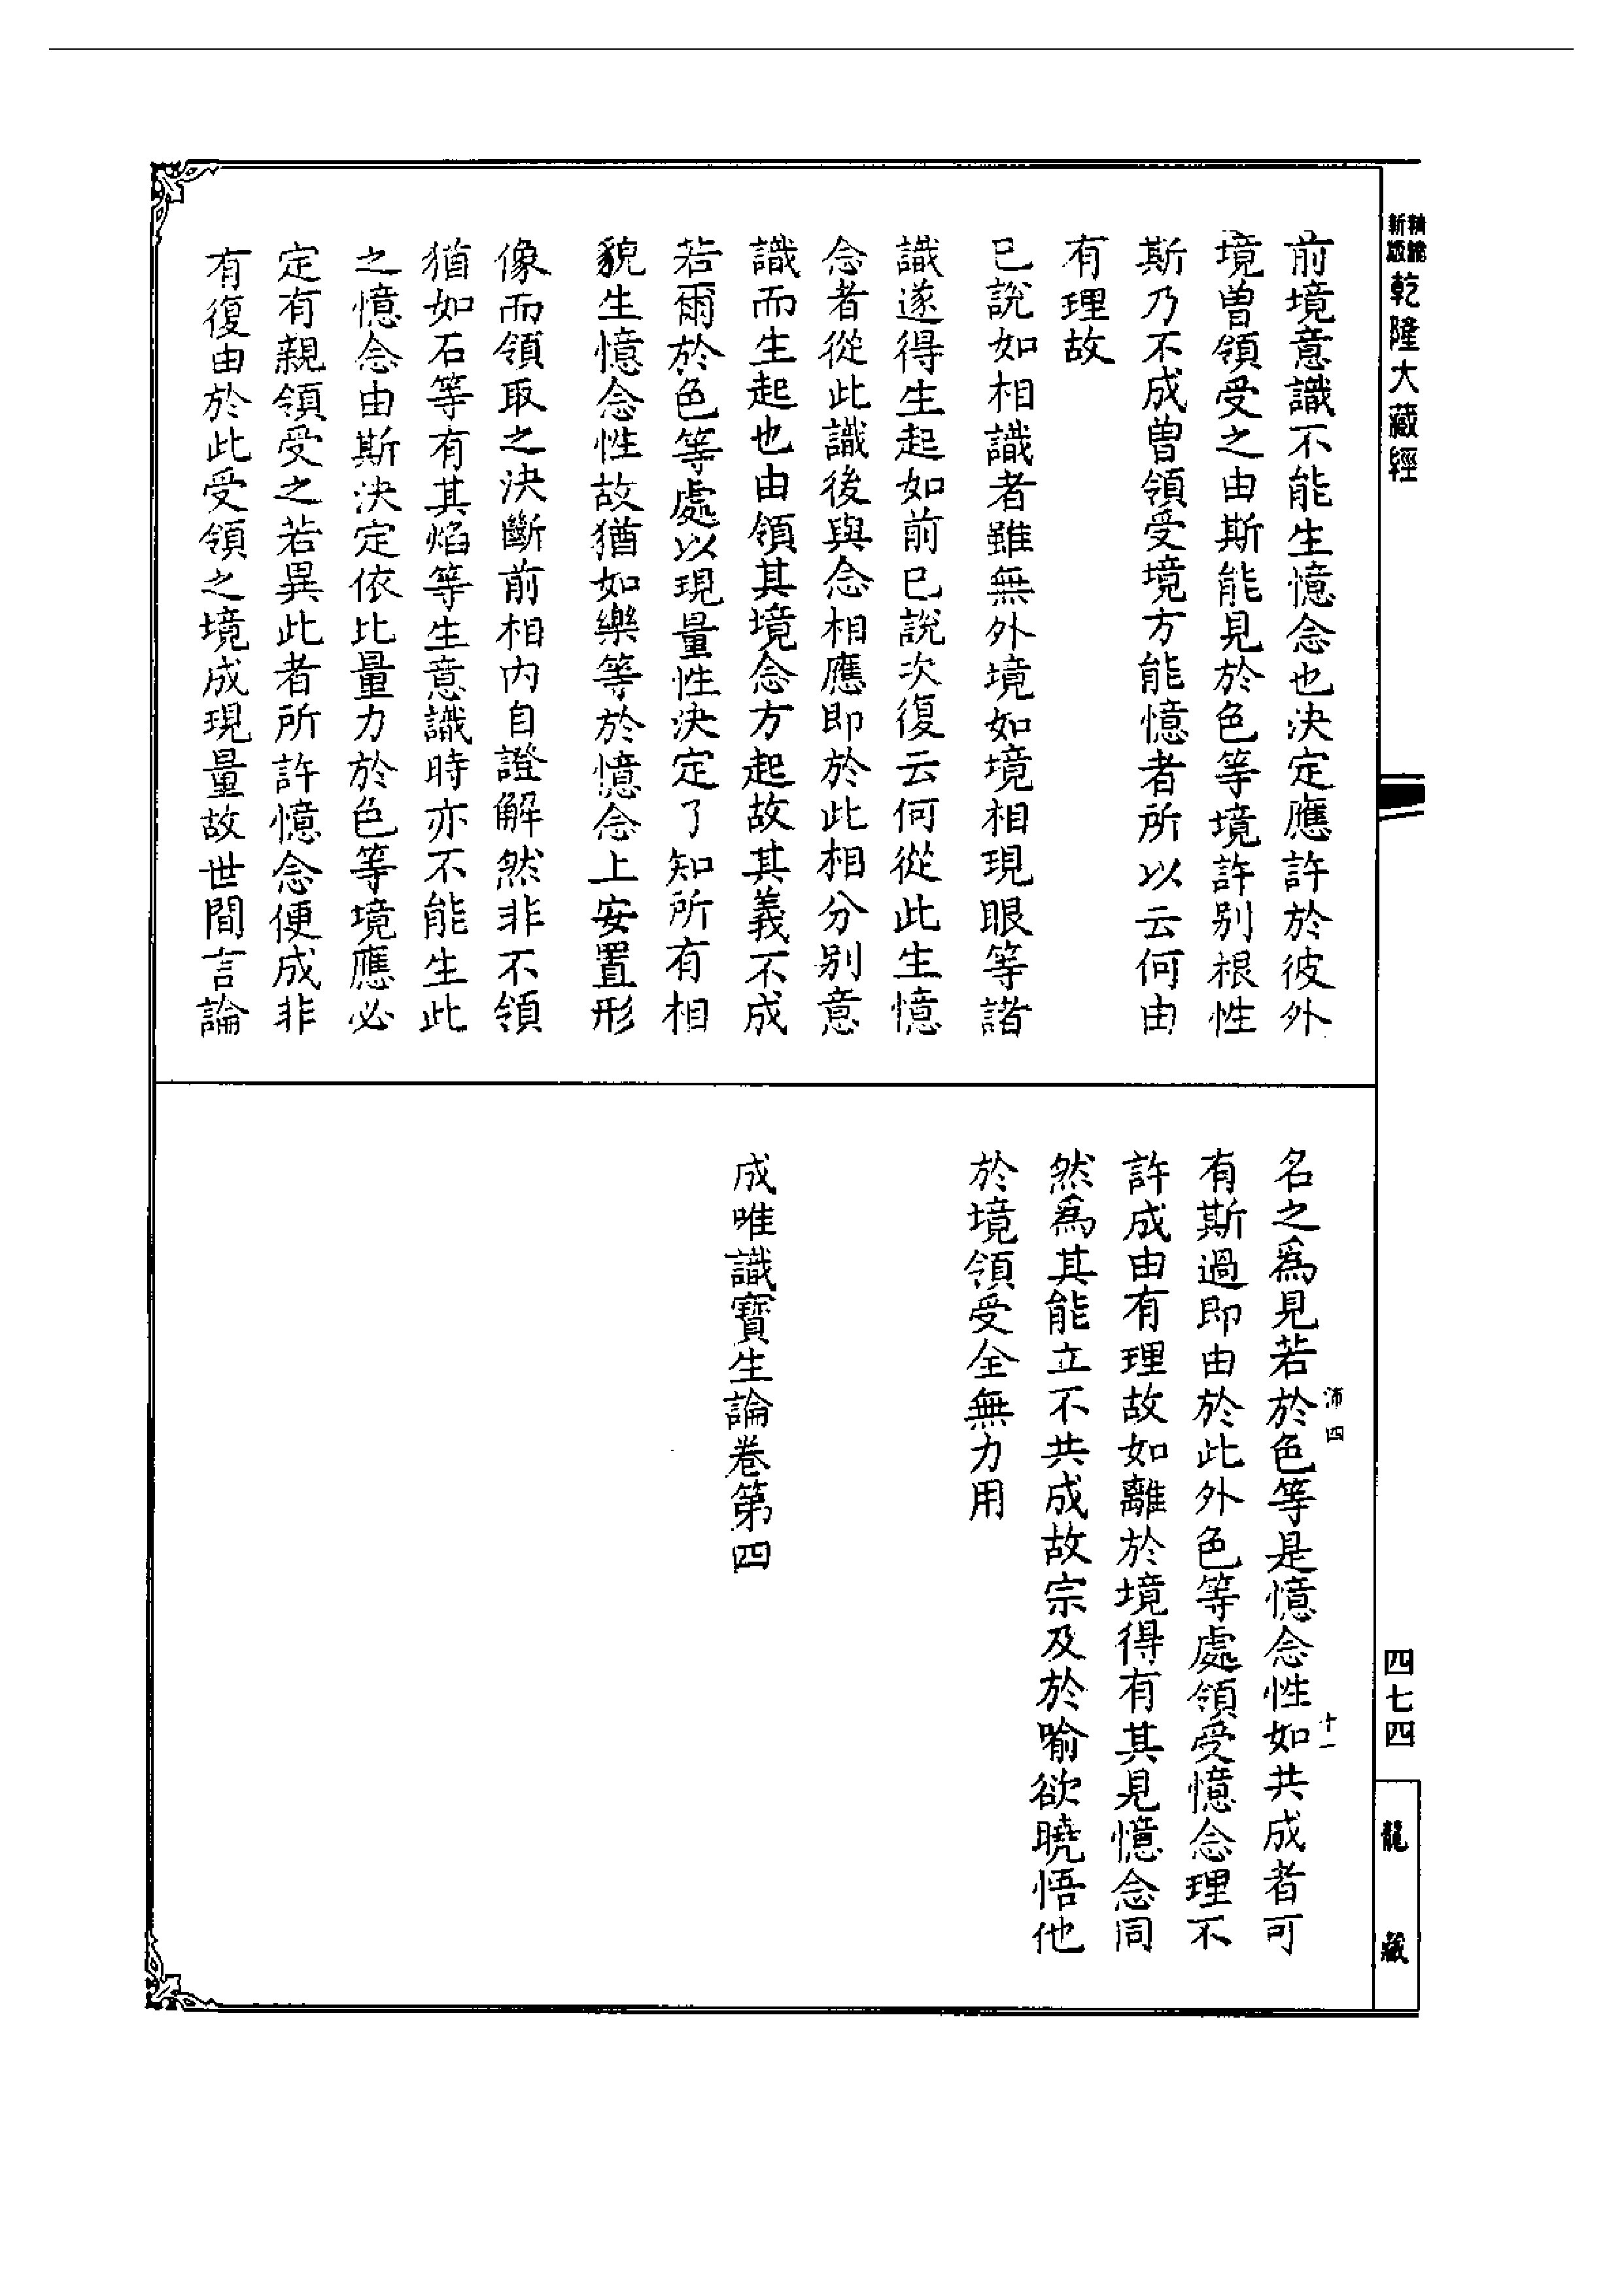 新版精縮乾隆大藏經
前境意識不能生憶念也決定應許於彼外
境曾領受之由斯能見於色等境許別根性
斯乃不成曾領受境方能憶者所以云何由
有理故
已說如相識者雖無外境如境相現眼等諸
識遂得生起如前已說次復云何從此生憶
念者從此識後與念相應即於此相分別意
識而生起也由領其境念方起故其義不成
若爾於色等處以現量性決定了知所有相
貌生憶念性故猶如樂等於憶念上安置形
像而領取之決斷前相內自證解然非不領
猶如石等有其焰等生意識時亦不能生此
之憶念由斯決定依比量力於色等境應必
定有親領受之若異此者所許憶念便成非
有復由於此受領之境成現量故世間言論
名之為見若於色等是憶念性如共成者可
沛四
十一
有斯過即由於此外色等處領受憶念理不
許成由有理故如離於境得有其見憶念同
然為其能立不共成故宗及於喻欲曉悟他
於境領受全無力用
成唯識寶生論卷第四
四七四
龍藏